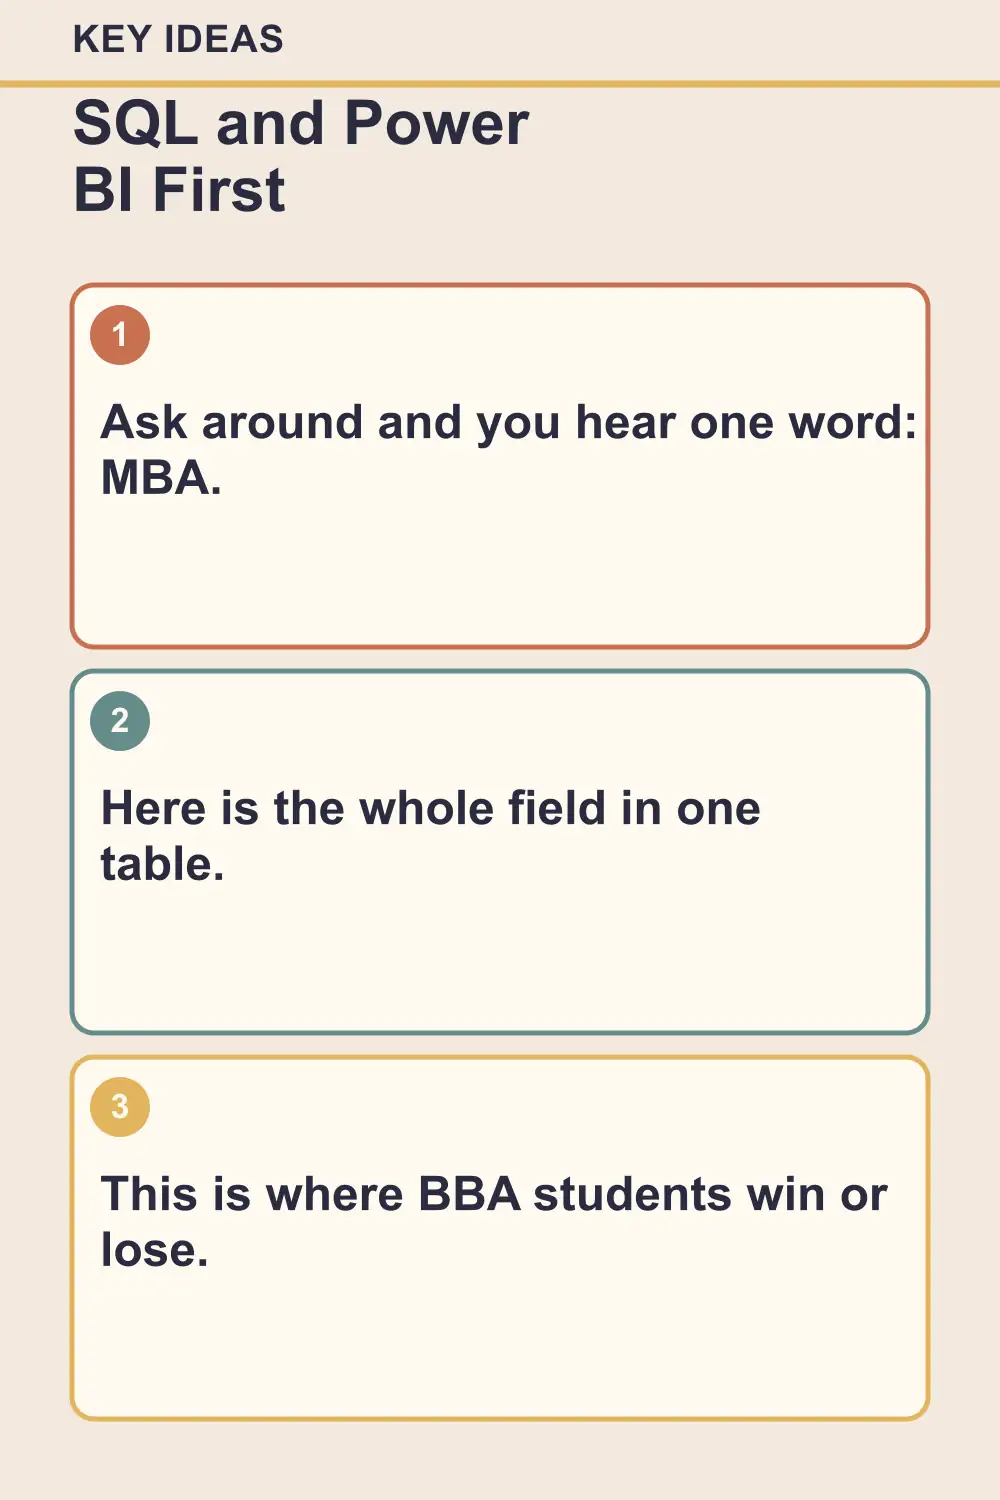 KEY IDEAS
SQL and Power
BI First
1
Ask around and you hear one word:
MBA.
2
Here is the whole field in one
table.
3
This is where BBA students win or
lose.